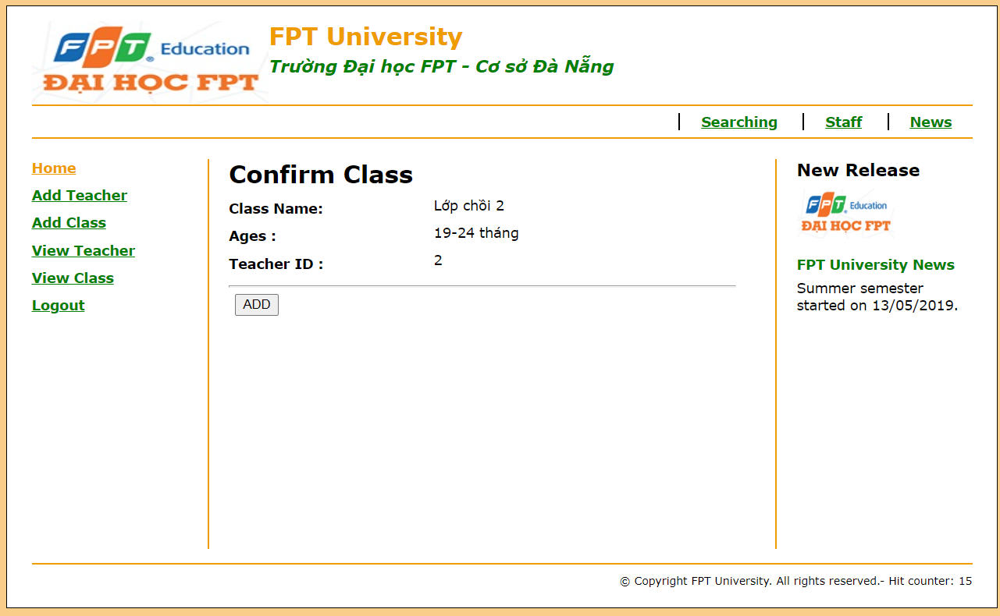 FPT Education
ĐẠI HỌC FPT
FPT University
Trường Đại học FPT - Cơ sở Đà Nẵng
Searching Staff News
Home
Add Teacher
Add Class
View Teacher
View Class
Logout
Confirm Class
Class Name: Lớp chồi 2
Ages : 19-24 tháng
Teacher ID : 2
ADD
New Release
FPT Education
ĐẠI HỌC FPT
FPT University News
Summer semester
started on 13/05/2019.
© Copyright FPT University. All rights reserved.- Hit counter: 15